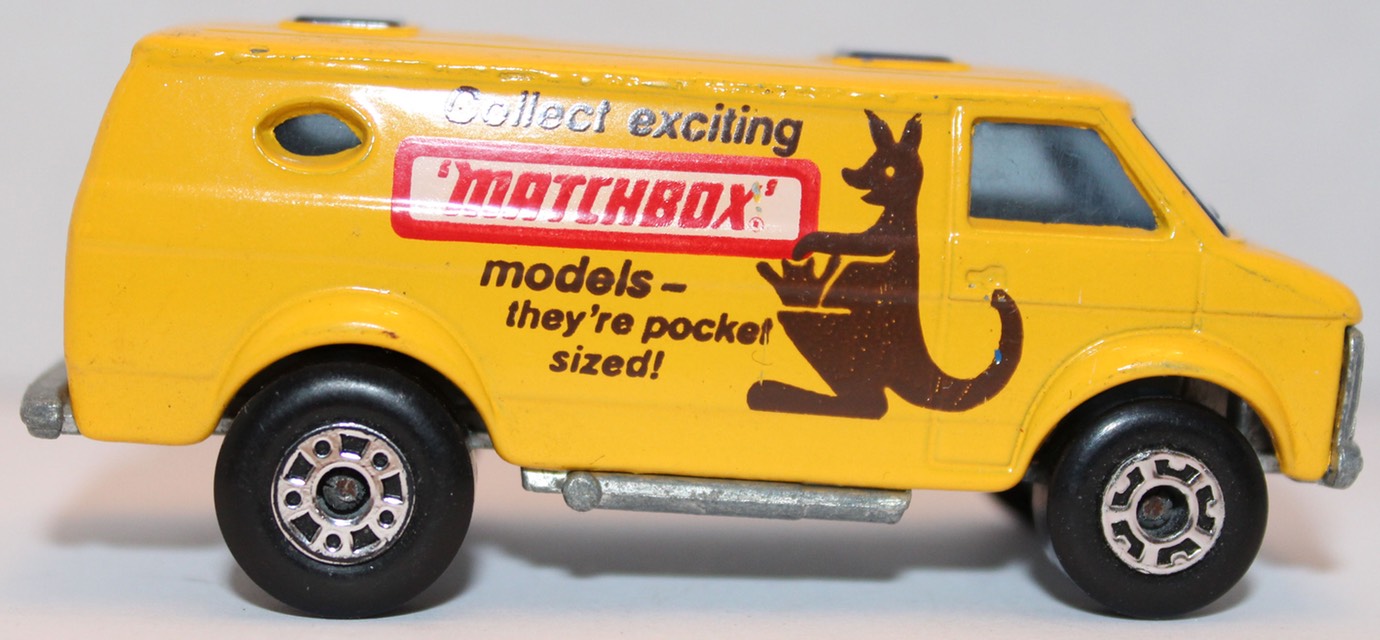 Collect exciting
'MATCHBOX'®
models–
they're pocket
sized!